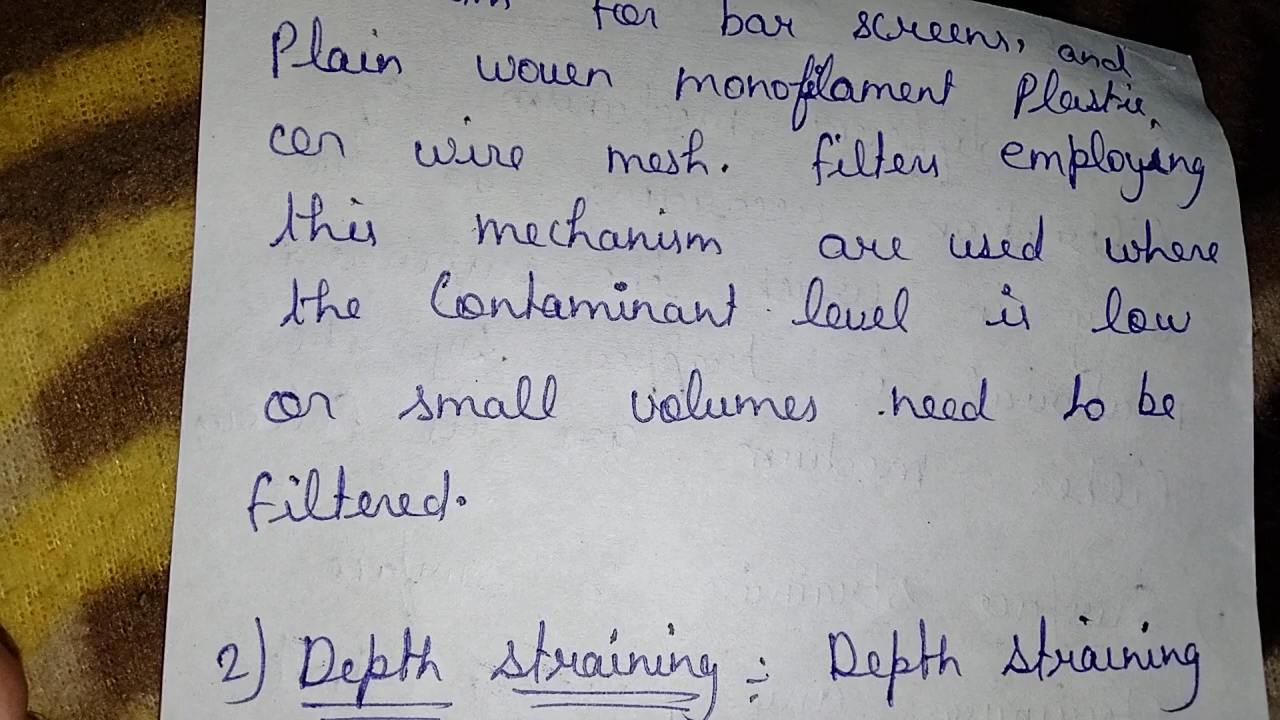 for bar screens, and
Plain woven monofilament Plastic,
or wire mesh. filters employing
this mechanism are used where
the Contaminant level is low
or small volumes need to be
filtered.
2) Depth straining :- Depth straining